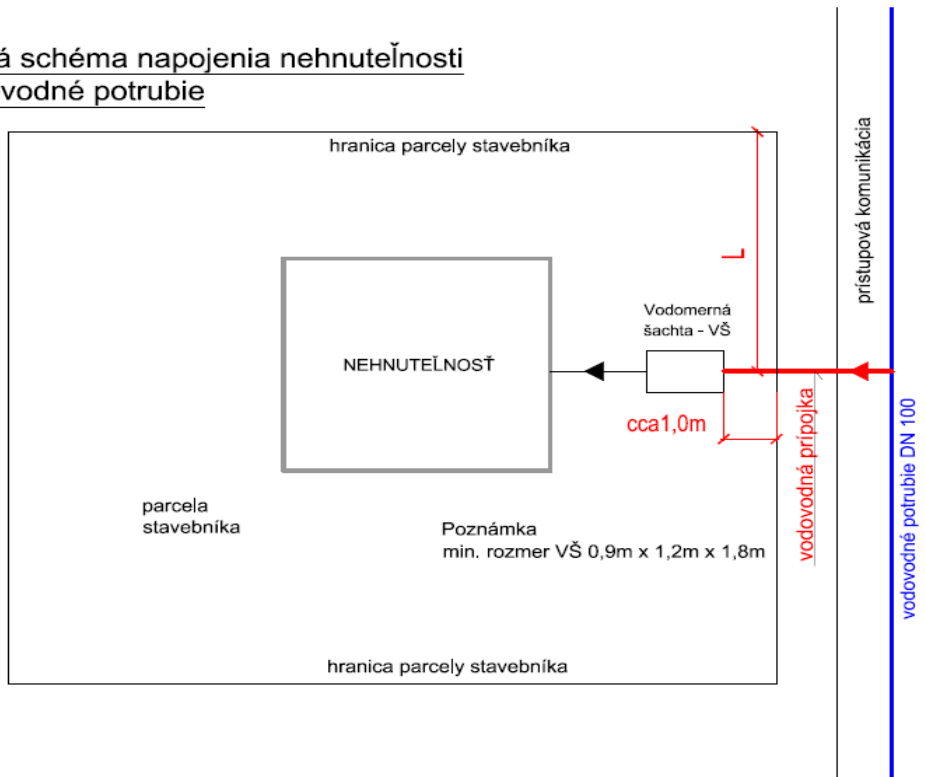 á schéma napojenia nehnuteľnosti
vodné potrubie
hranica parcely stavebníka
prístupová komunikácia
L
Vodomerná
šachta - VŠ
NEHNUTEĽNOSŤ
cca1,0m
vodovodná prípojka
vodovodné potrubie DN 100
parcela
stavebníka
Poznámka
min. rozmer VŠ 0,9m x 1,2m x 1,8m
hranica parcely stavebníka